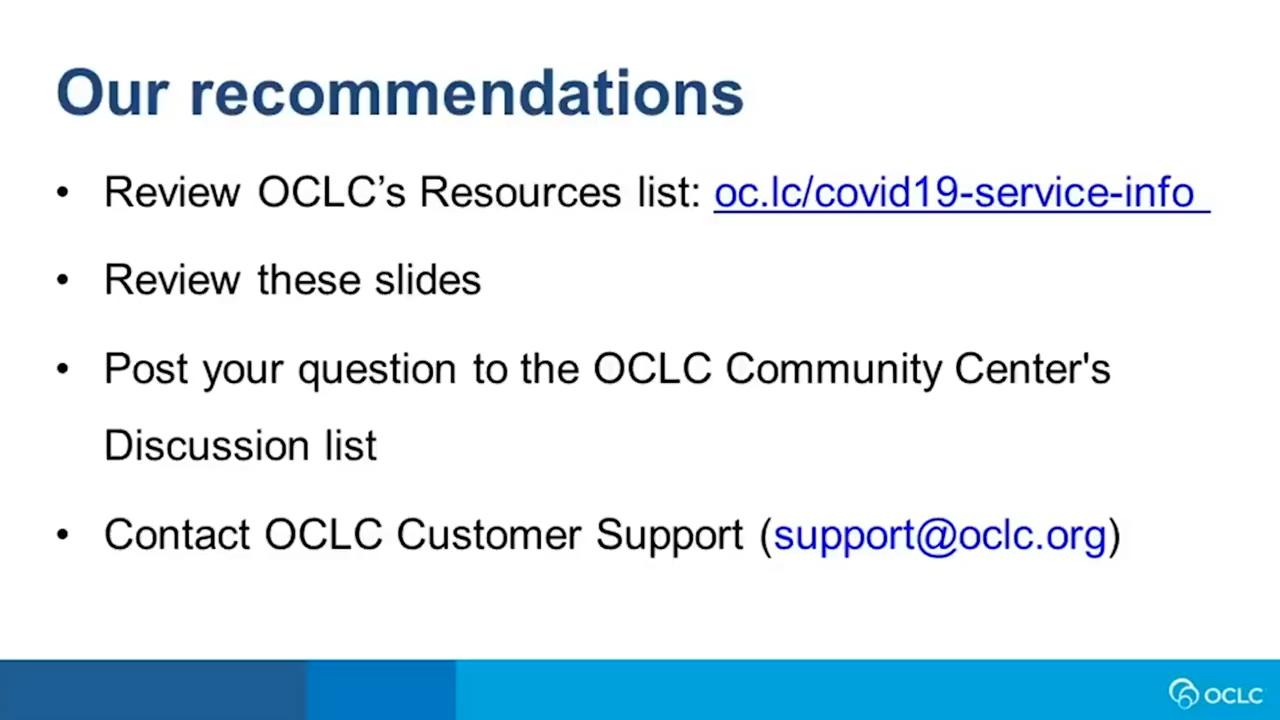 Our recommendations
• Review OCLC’s Resources list: oc.lc/covid19-service-info
• Review these slides
• Post your question to the OCLC Community Center's
Discussion list
• Contact OCLC Customer Support (support@oclc.org)
OCLC